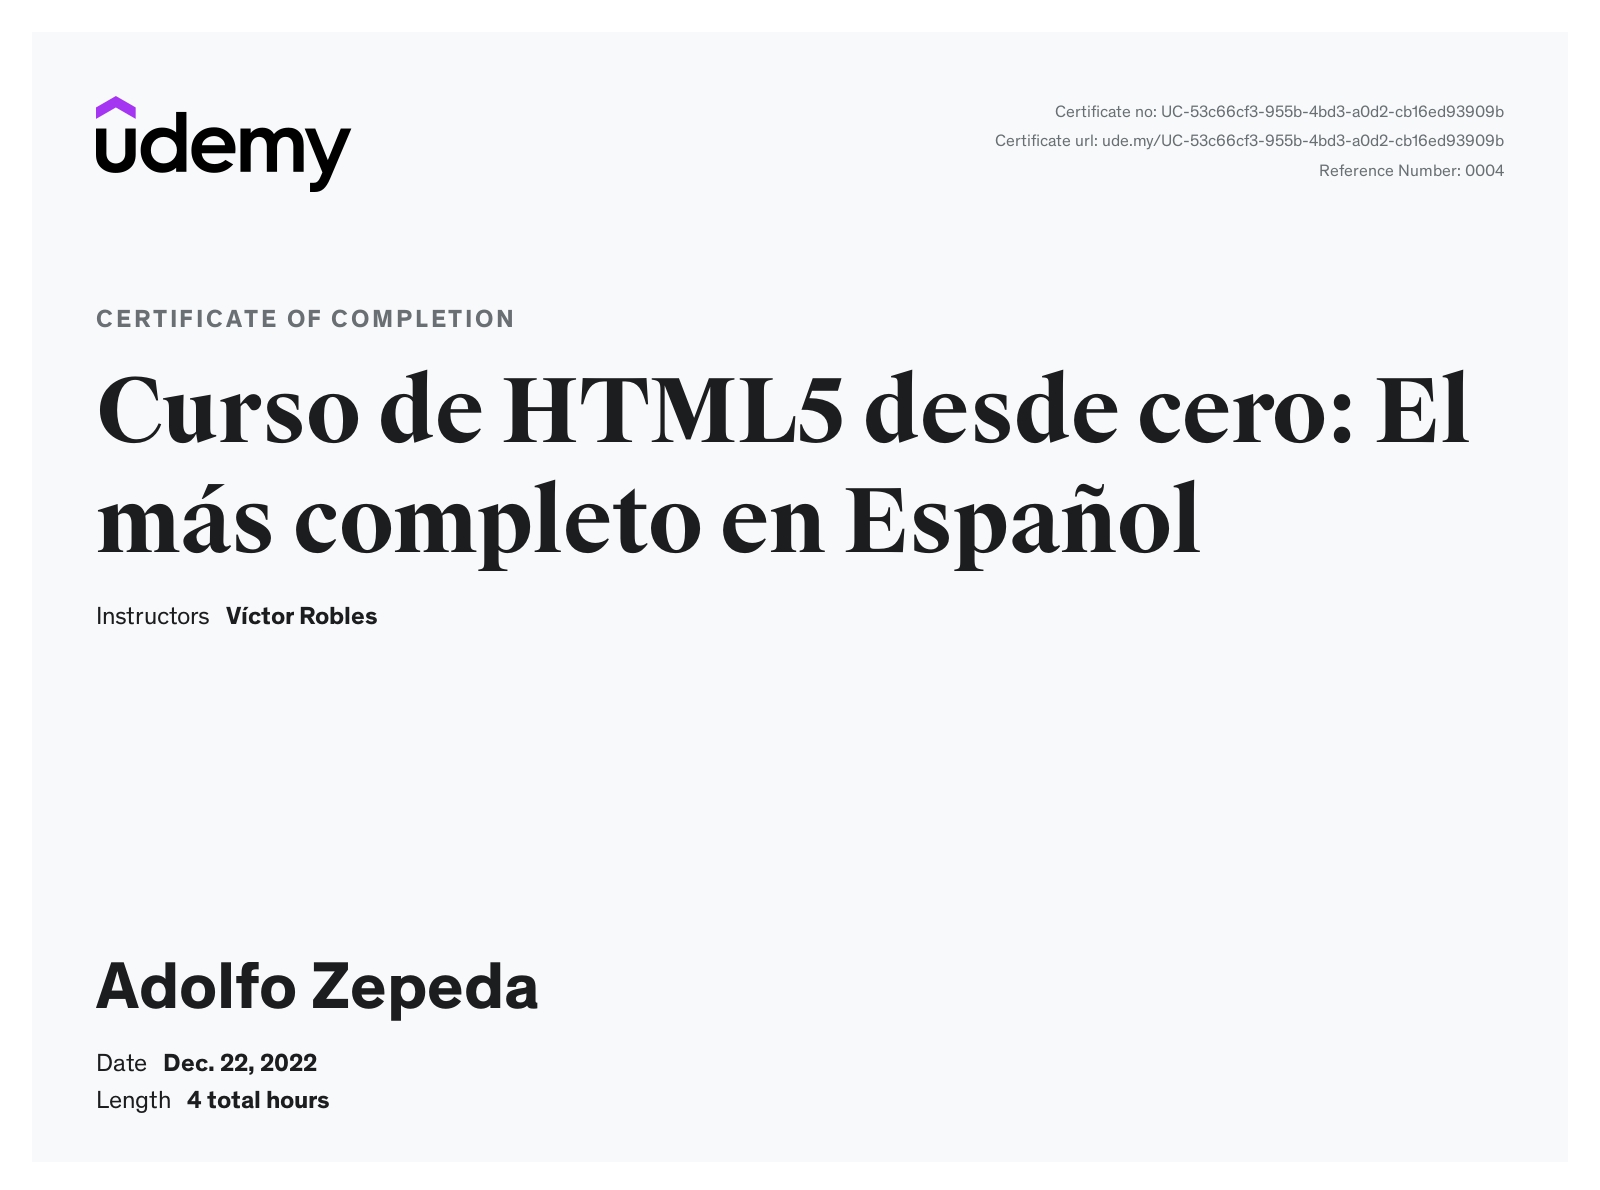 udemy
Certificate no: UC-53c66cf3-955b-4bd3-a0d2-cb16ed93909b
Certificate url: ude.my/UC-53c66cf3-955b-4bd3-a0d2-cb16ed93909b
Reference Number: 0004
CERTIFICATE OF COMPLETION
Curso de HTML5 desde cero: El
más completo en Español
Instructors Víctor Robles
Adolfo Zepeda
Date Dec. 22, 2022
Length 4 total hours